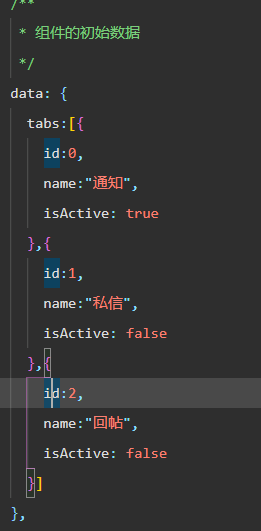 /**
* 组件的初始数据
*/
data: {
tabs:[{
id:0,
name:"通知",
isActive: true
},{
id:1,
name:"私信",
isActive: false
},{
id:2,
name:"回帖",
isActive: false
}]
},